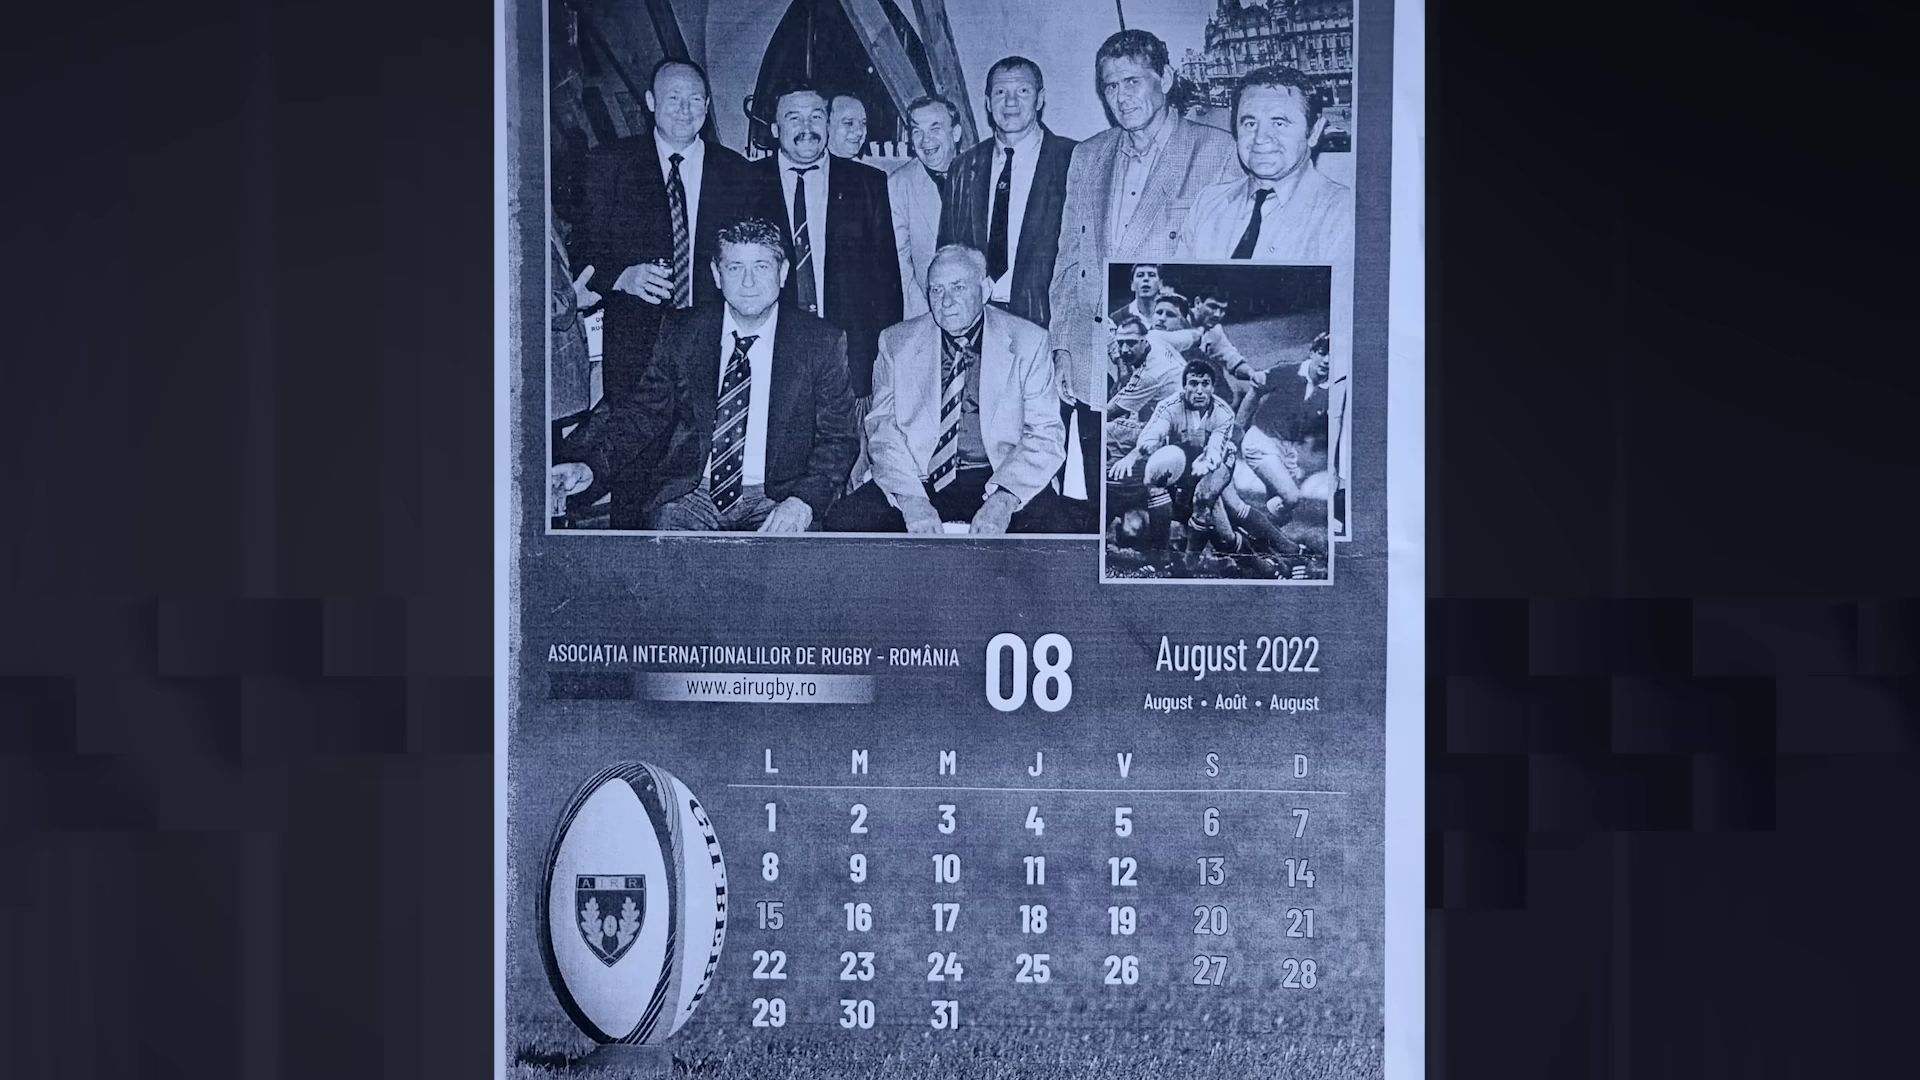 ASOCIAȚIA INTERNAȚIONALILOR DE RUGBY - ROMÂNIA
www.airugby.ro
08
August 2022
August • Août • August
L M M J V S D
1 2 3 4 5 6 7
8 9 10 11 12 13 14
15 16 17 18 19 20 21
22 23 24 25 26 27 28
29 30 31
A.I.R.R.
GILBERT